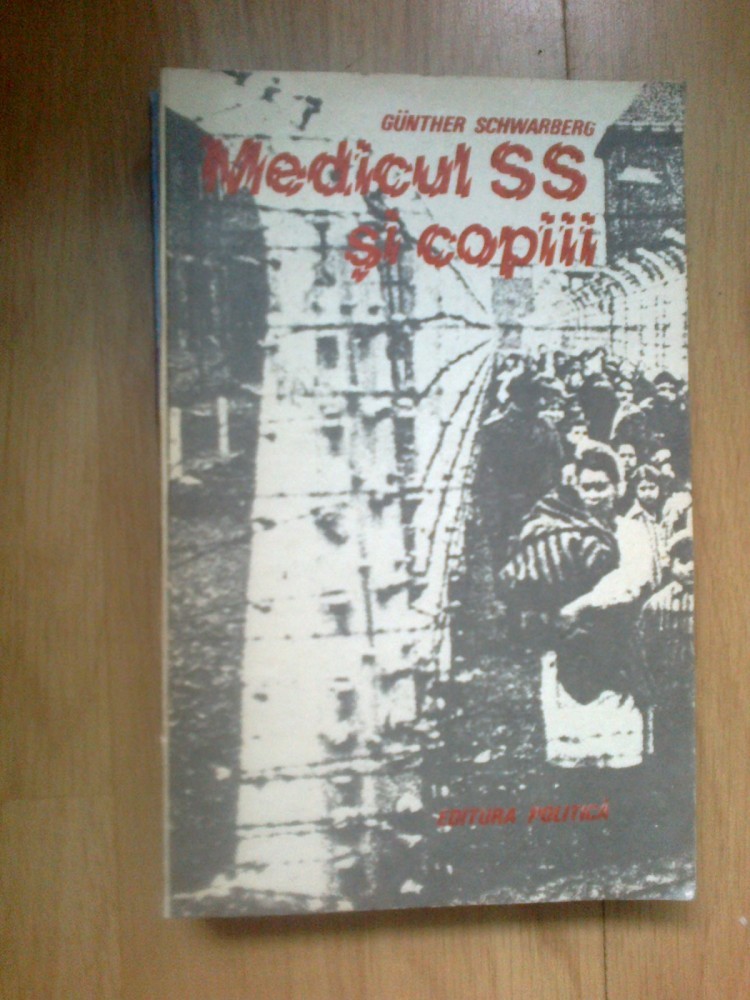 GÜNTHER SCHWARBERG
Medicul SS
și copiii
EDITURA POLITICĂ